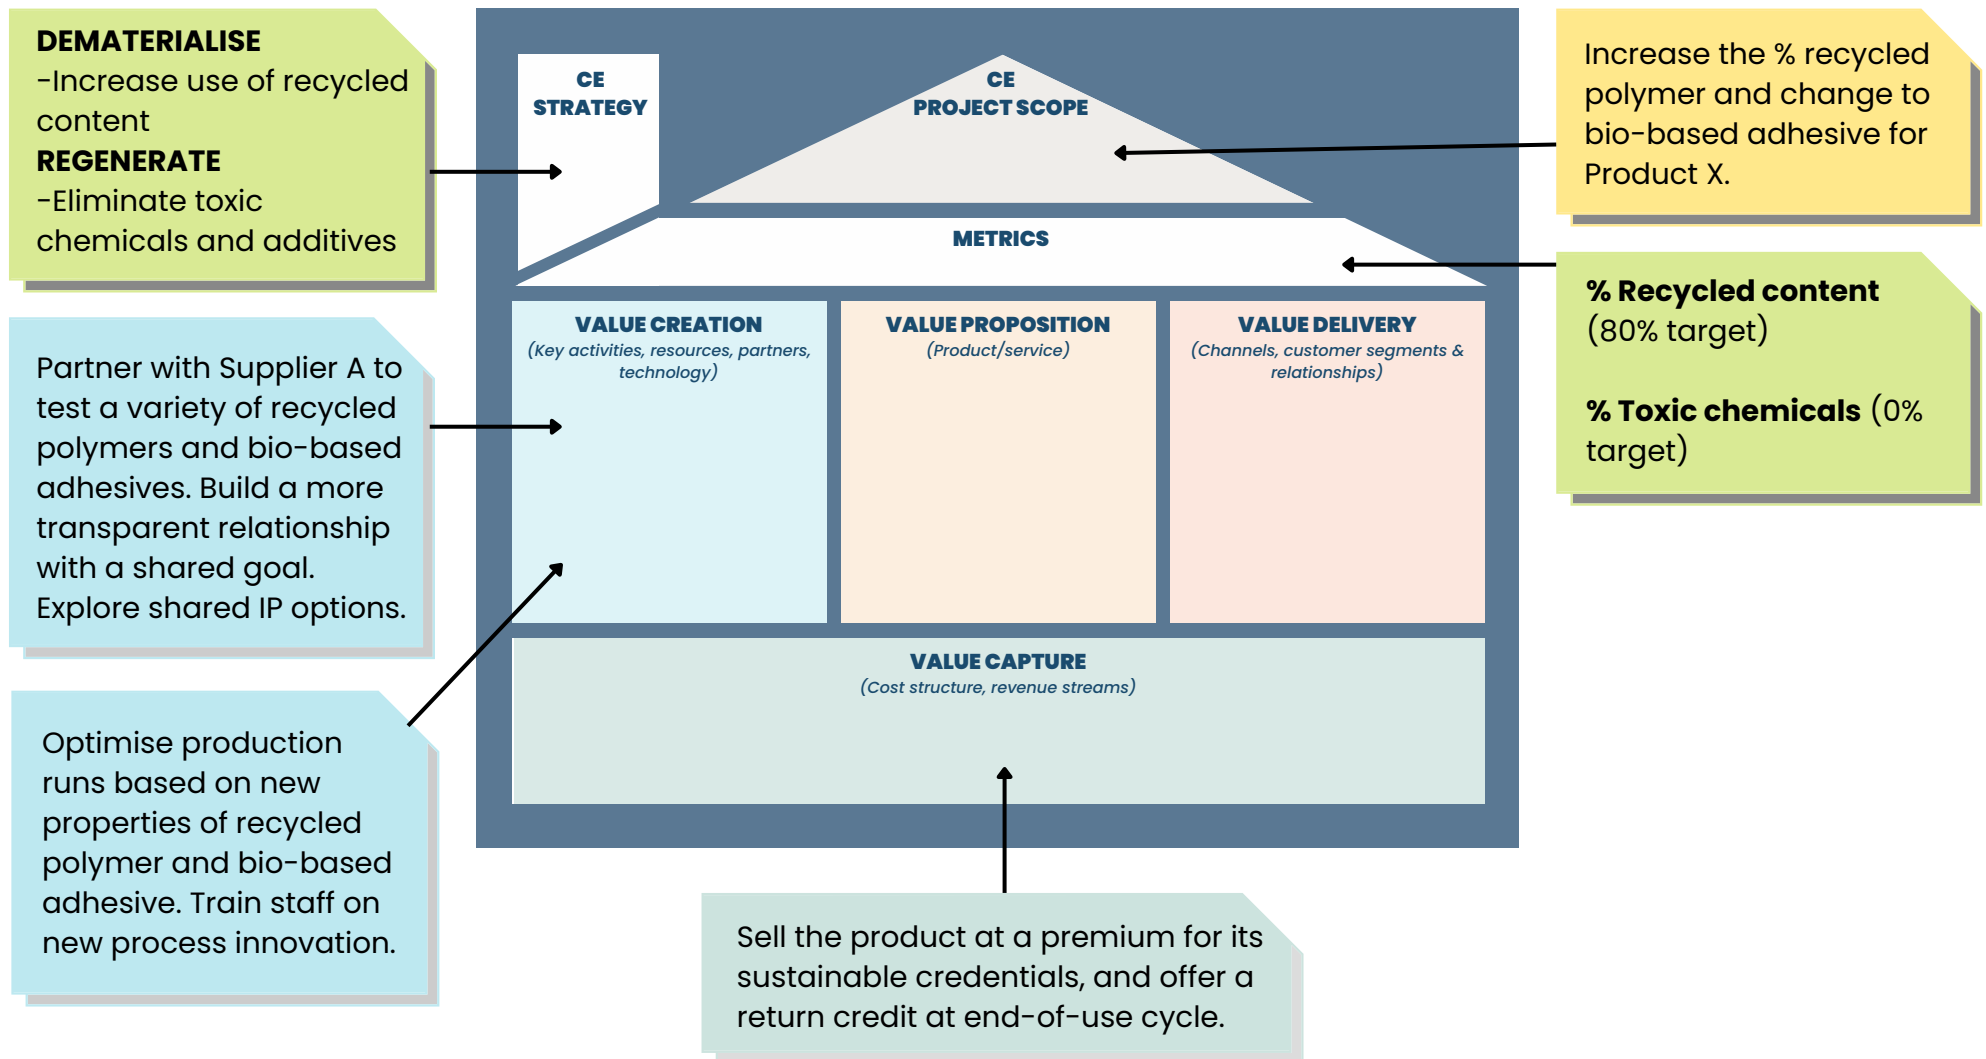 DEMATERIALISE
-Increase use of recycled
content
REGENERATE
-Eliminate toxic
chemicals and additives
CE
STRATEGY
CE
PROJECT SCOPE
Increase the % recycled
polymer and change to
bio-based adhesive for
Product X.
METRICS
% Recycled content
(80% target)
% Toxic chemicals (0%
target)
Partner with Supplier A to
test a variety of recycled
polymers and bio-based
adhesives. Build a more
transparent relationship
with a shared goal.
Explore shared IP options.
VALUE CREATION
(Key activities, resources, partners,
technology)
VALUE PROPOSITION
(Product/service)
VALUE DELIVERY
(Channels, customer segments &
relationships)
Optimise production
runs based on new
properties of recycled
polymer and bio-based
adhesive. Train staff on
new process innovation.
VALUE CAPTURE
(Cost structure, revenue streams)
Sell the product at a premium for its
sustainable credentials, and offer a
return credit at end-of-use cycle.